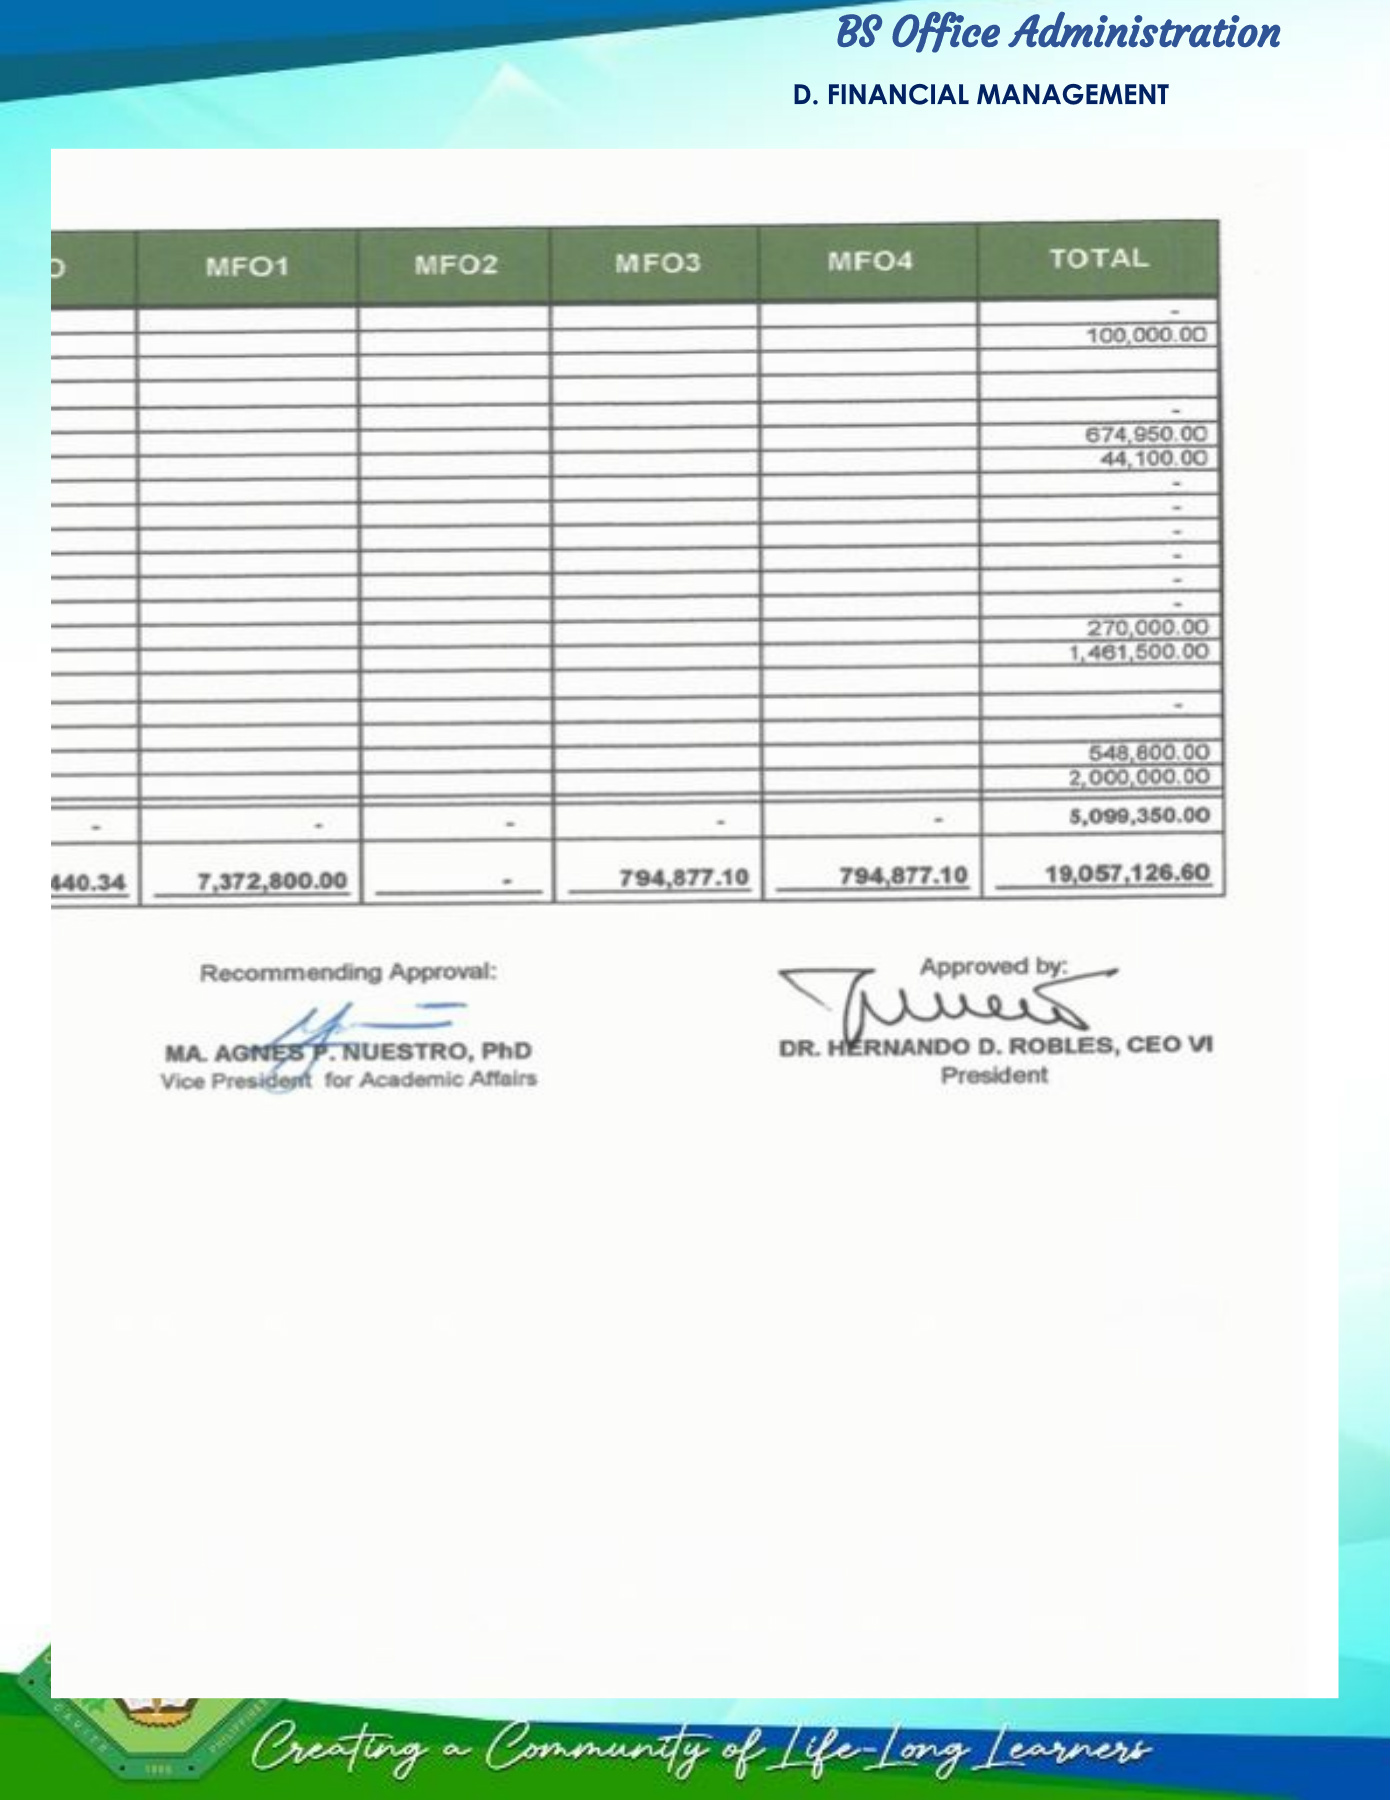 BS Office Administration
D. FINANCIAL MANAGEMENT
MFO1 MFO2 MFO3 MFO4 TOTAL
-
100,000.00
-
674,950.00
44,100.00
-
-
-
-
-
-
270,000.00
1,461,500.00
-
548,800.00
2,000,000.00
- - - - - 5,099,350.00
440.34 7,372,800.00 - 794,877.10 794,877.10 19,057,126.60
Recommending Approval: Approved by:
MA. AGNES P. NUESTRO, PhD DR. HERNANDO D. ROBLES, CEO VI
Vice President for Academic Affairs President
CAVITE PHILIPPINES
1906
Creating a Community of Life-Long Learners